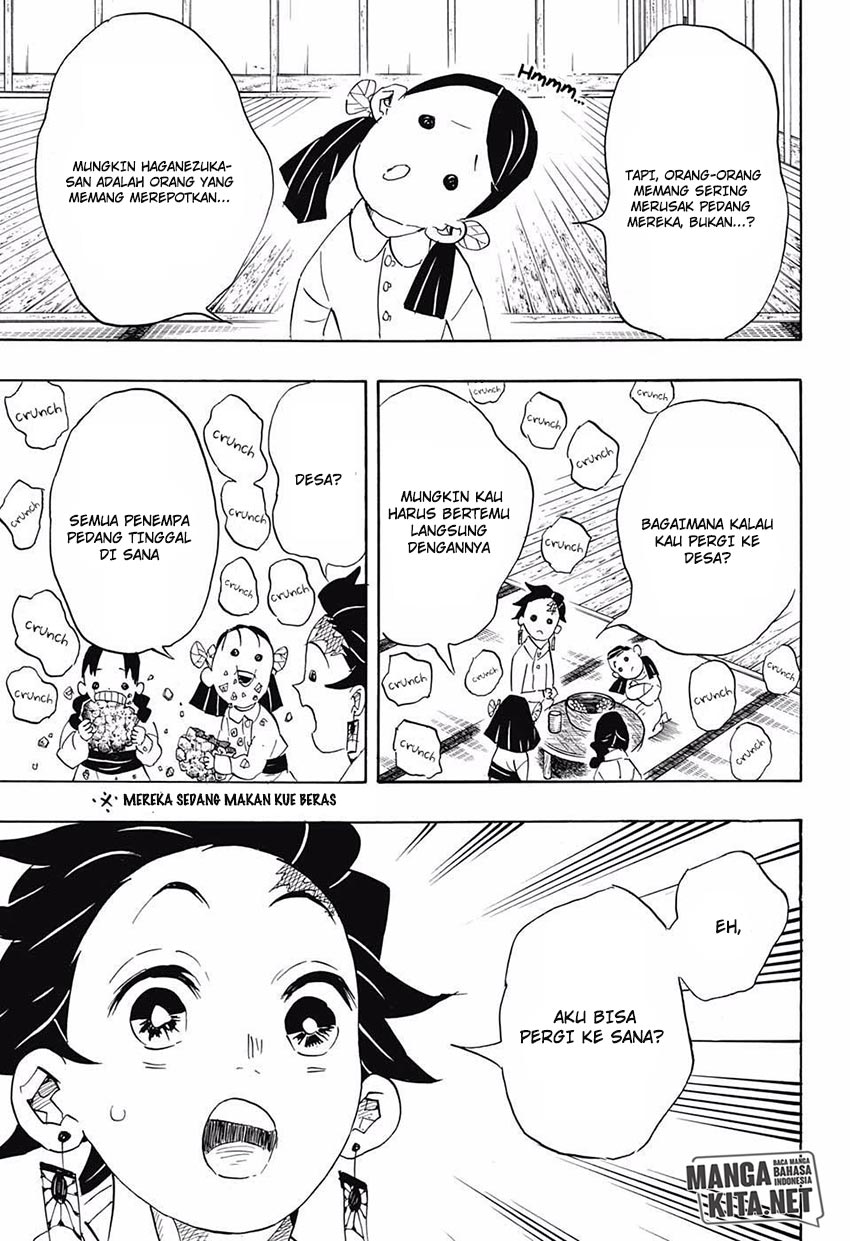 Hmmm...
TAPI, ORANG-ORANG
MEMANG SERING
MERUSAK PEDANG
MEREKA, BUKAN...?
MUNGKIN HAGANEZUKA-
SAN ADALAH ORANG YANG
MEMANG MEREPOTKAN...
crunch
crunch
crunch
crunch
crunch
crunch
crunch
crunch
crunch
crunch
BAGAIMANA KALAU
KAU PERGI KE
DESA?
MUNGKIN KAU
HARUS BERTEMU
LANGSUNG
DENGANNYA
DESA?
SEMUA PENEMPA
PEDANG TINGGAL
DI SANA
crunch
crunch
crunch
crunch
crunch
crunch
crunch
crunch
MEREKA SEDANG MAKAN KUE BERAS
EH,
AKU BISA
PERGI KE SANA?
MANGA BACA MANGA
BAHASA
INDONESIA
KITA.NET